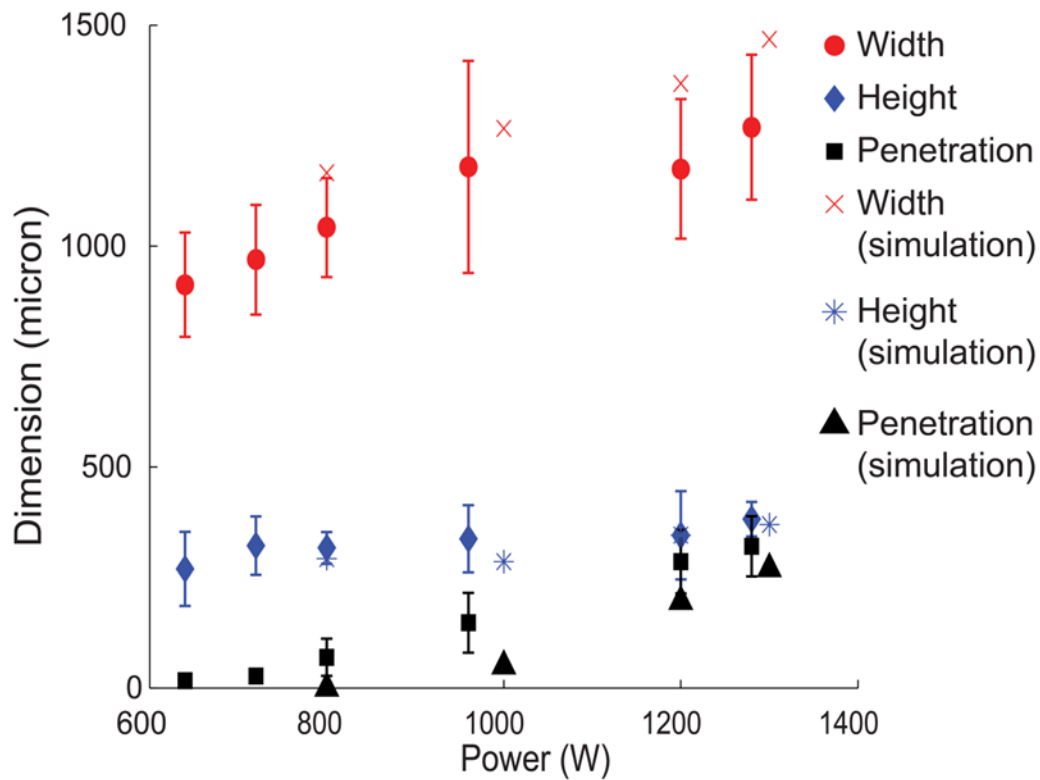 1500
1000
500
0
Dimension (micron)
600
800
1000
1200
1400
Power (W)
Width
Height
Penetration
Width
(simulation)
Height
(simulation)
Penetration
(simulation)